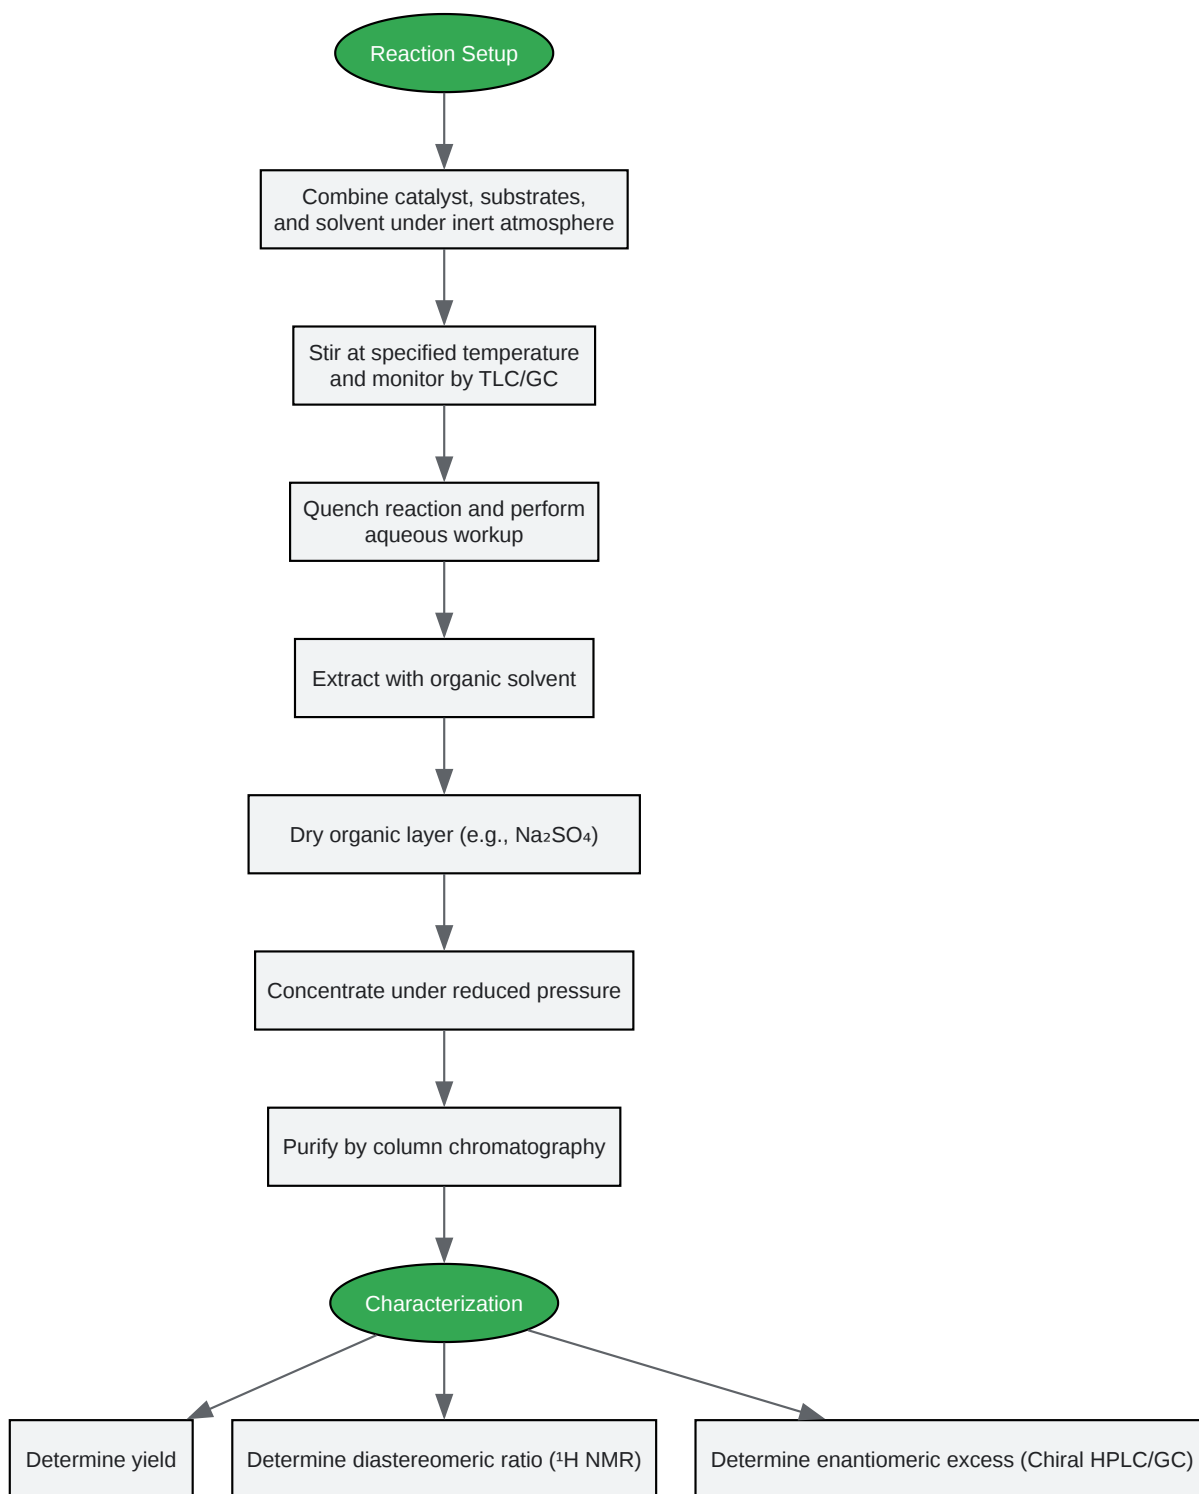 Reaction Setup
Combine catalyst, substrates,
and solvent under inert atmosphere
Stir at specified temperature
and monitor by TLC/GC
Quench reaction and perform
aqueous workup
Extract with organic solvent
Dry organic layer (e.g., Na₂SO₄)
Concentrate under reduced pressure
Purify by column chromatography
Characterization
Determine yield
Determine diastereomeric ratio (¹H NMR)
Determine enantiomeric excess (Chiral HPLC/GC)